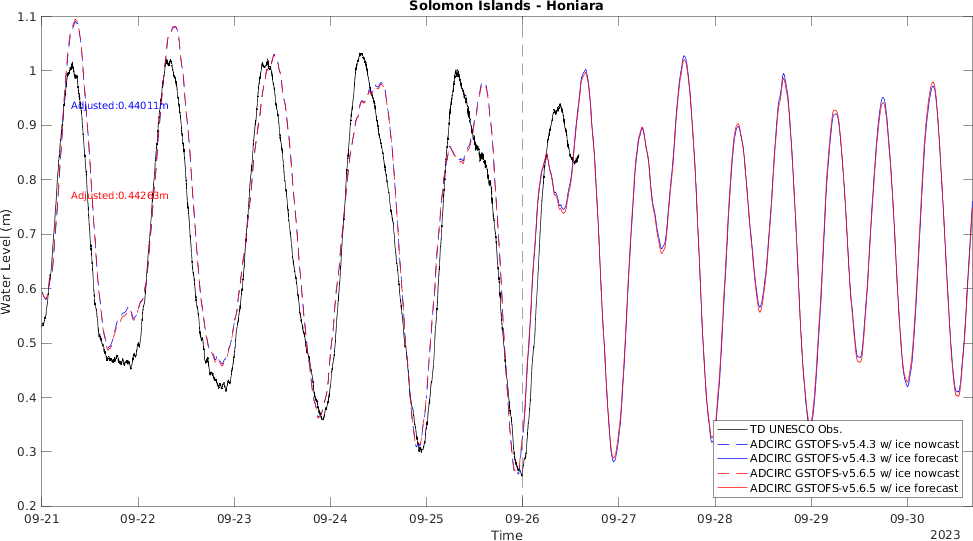 Solomon Islands - Honiara
1.1
1
0.9
0.8
0.7
0.6
0.5
0.4
0.3
0.2
Water Level (m)
Adjusted:0.44011m
Adjusted:0.44263m
TD UNESCO Obs.
ADCIRC GSTOFS-v5.4.3 w/ ice nowcast
ADCIRC GSTOFS-v5.4.3 w/ ice forecast
ADCIRC GSTOFS-v5.6.5 w/ ice nowcast
ADCIRC GSTOFS-v5.6.5 w/ ice forecast
09-21 09-22 09-23 09-24 09-25 09-26 09-27 09-28 09-29 09-30
Time
2023